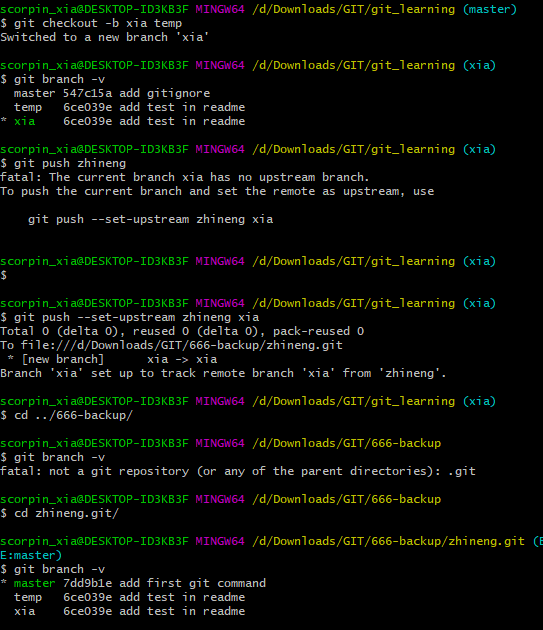 scorpin_xia@DESKTOP-ID3KB3F MINGW64 /d/Downloads/GIT/git_learning (master)
$ git checkout -b xia temp
Switched to a new branch 'xia'
scorpin_xia@DESKTOP-ID3KB3F MINGW64 /d/Downloads/GIT/git_learning (xia)
$ git branch -v
  master 547c15a add gitignore
  temp   6ce039e add test in readme
* xia    6ce039e add test in readme
scorpin_xia@DESKTOP-ID3KB3F MINGW64 /d/Downloads/GIT/git_learning (xia)
$ git push zhineng
fatal: The current branch xia has no upstream branch.
To push the current branch and set the remote as upstream, use
    git push --set-upstream zhineng xia
scorpin_xia@DESKTOP-ID3KB3F MINGW64 /d/Downloads/GIT/git_learning (xia)
$
scorpin_xia@DESKTOP-ID3KB3F MINGW64 /d/Downloads/GIT/git_learning (xia)
$ git push --set-upstream zhineng xia
Total 0 (delta 0), reused 0 (delta 0), pack-reused 0
To file:///d/Downloads/GIT/666-backup/zhineng.git
 * [new branch]      xia -> xia
Branch 'xia' set up to track remote branch 'xia' from 'zhineng'.
scorpin_xia@DESKTOP-ID3KB3F MINGW64 /d/Downloads/GIT/git_learning (xia)
$ cd ../666-backup/
scorpin_xia@DESKTOP-ID3KB3F MINGW64 /d/Downloads/GIT/666-backup
$ git branch -v
fatal: not a git repository (or any of the parent directories): .git
scorpin_xia@DESKTOP-ID3KB3F MINGW64 /d/Downloads/GIT/666-backup
$ cd zhineng.git/
scorpin_xia@DESKTOP-ID3KB3F MINGW64 /d/Downloads/GIT/666-backup/zhineng.git (
E:master)
$ git branch -v
* master 7dd9b1e add first git command
  temp   6ce039e add test in readme
  xia    6ce039e add test in readme